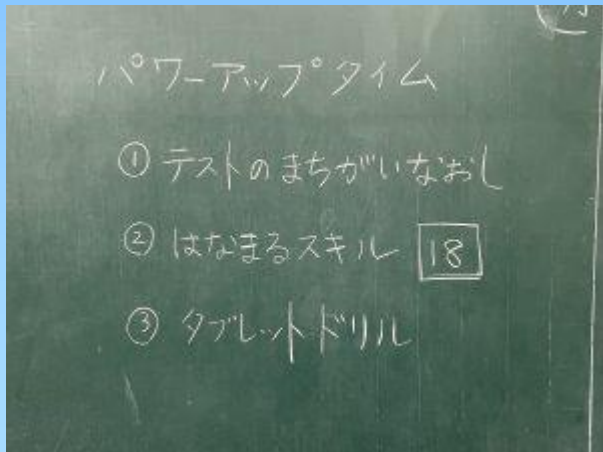 パワーアップタイム
① テストのまちがいなおし
② はなまるスキル 18
③ タブレットドリル